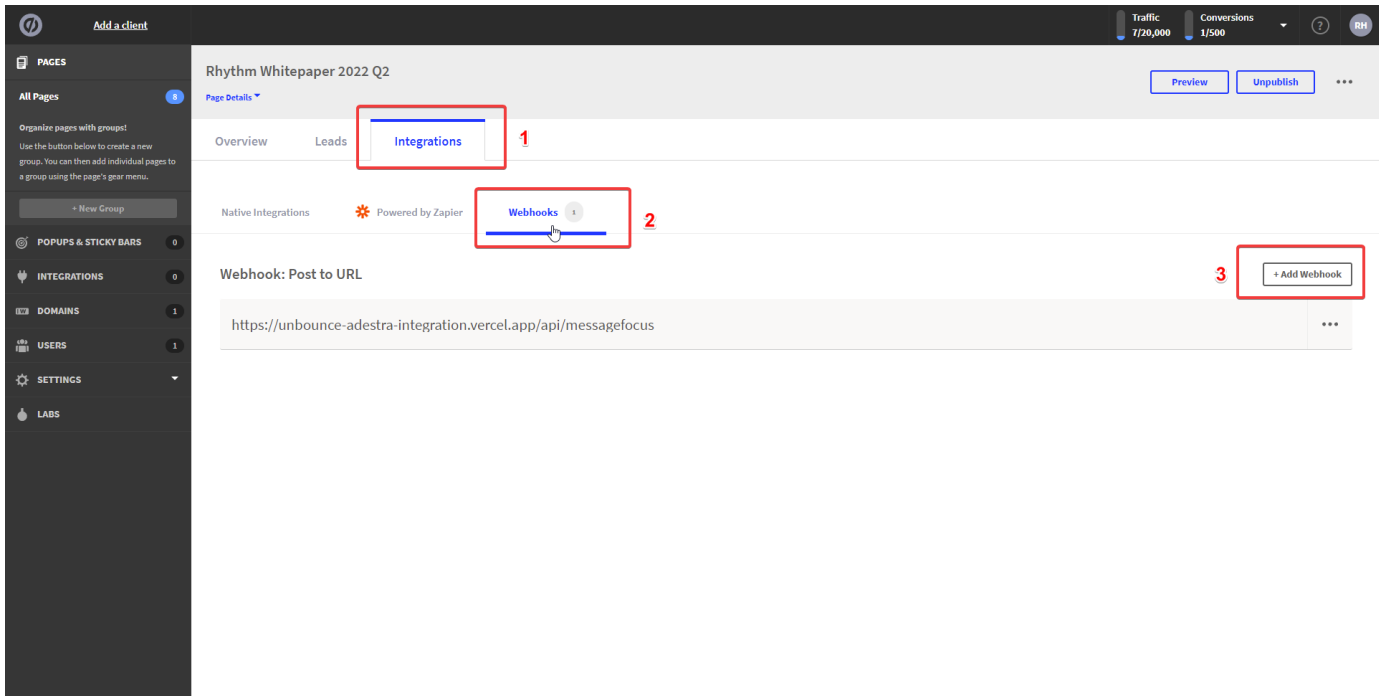 Add a client
Traffic
7/20,000
Conversions
1/500
?
RH
PAGES
All Pages 8
Organize pages with groups!
Use the button below to create a new
group. You can then add individual pages to
a group using the page's gear menu.
+ New Group
POPUPS & STICKY BARS 0
INTEGRATIONS 0
DOMAINS 1
USERS 1
SETTINGS
LABS
Rhythm Whitepaper 2022 Q2
Page Details
Preview
Unpublish
Overview
Leads
Integrations
1
Native Integrations
Powered by Zapier
Webhooks 1
2
Webhook: Post to URL
3
+ Add Webhook
https://unbounce-adestra-integration.vercel.app/api/messagefocus